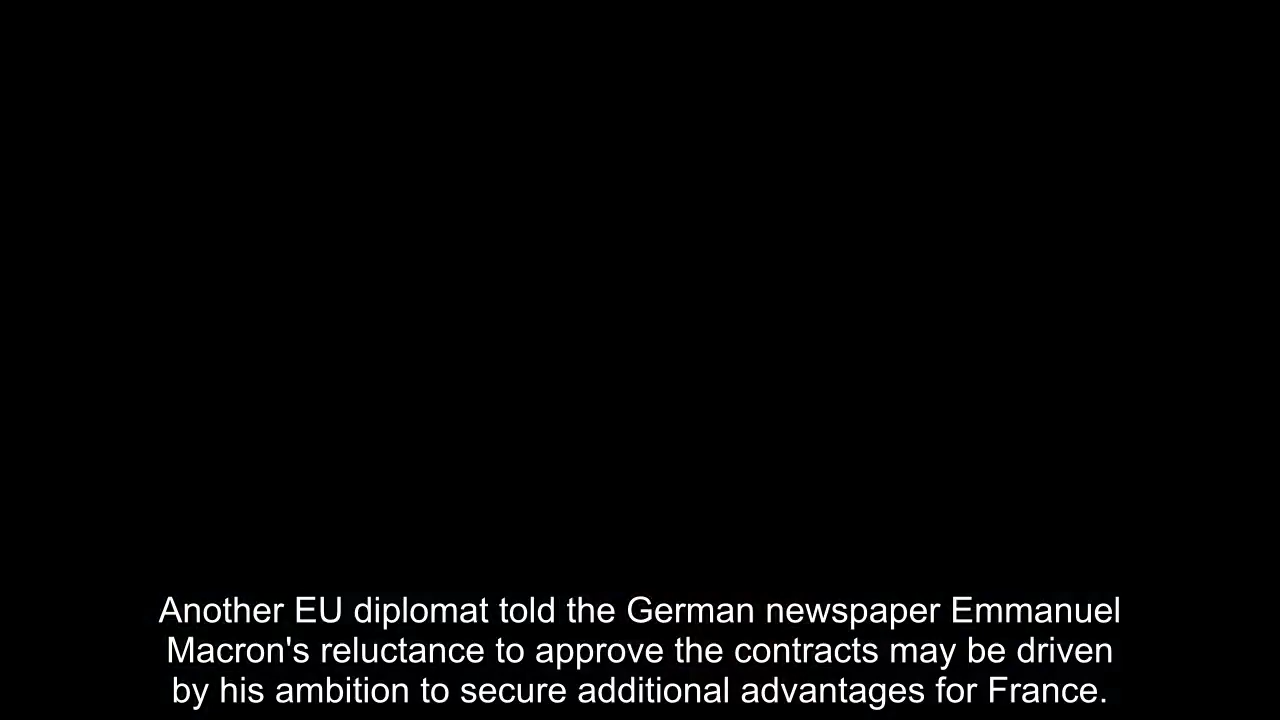 Another EU diplomat told the German newspaper Emmanuel
Macron's reluctance to approve the contracts may be driven
by his ambition to secure additional advantages for France.